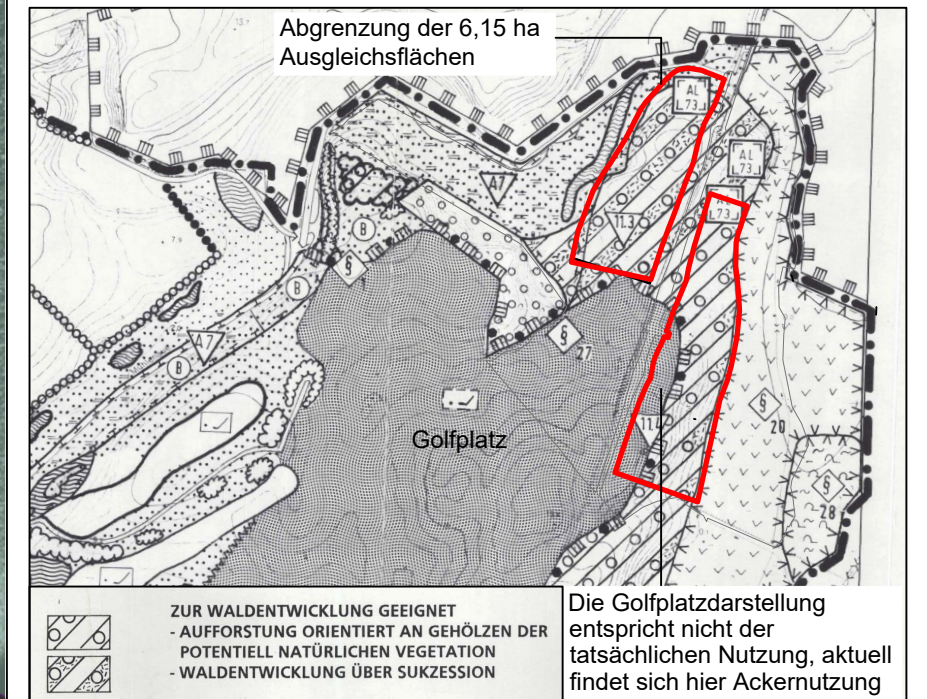 Abgrenzung der 6,15 ha
Ausgleichsflächen
AL
73
AL
73
73
A7
11.3
B
§
B
A7
B
§
27
Golfplatz
§
20
§
28
ZUR WALDENTWICKLUNG GEEIGNET
- AUFFORSTUNG ORIENTIERT AN GEHÖLZEN DER
POTENTIELL NATÜRLICHEN VEGETATION
- WALDENTWICKLUNG ÜBER SUKZESSION
Die Golfplatzdarstellung
entspricht nicht der
tatsächlichen Nutzung, aktuell
findet sich hier Ackernutzung